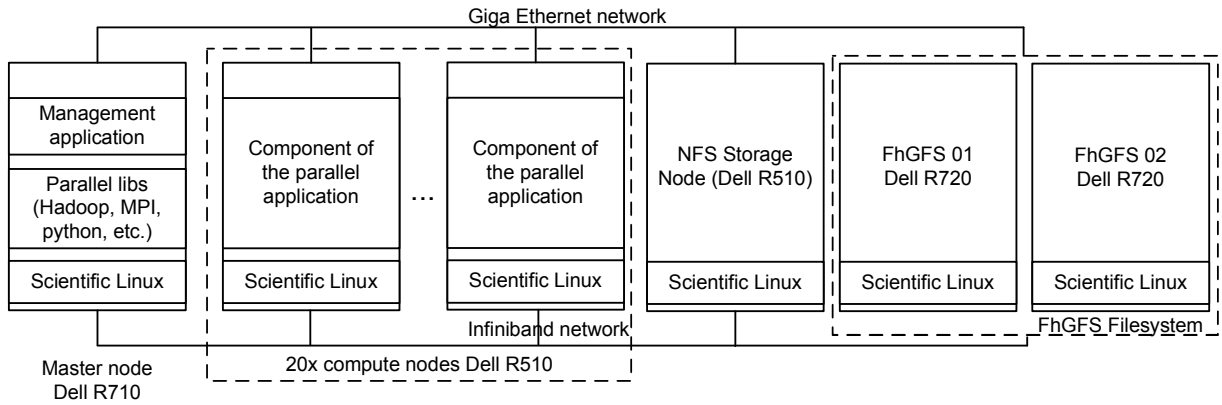 Giga Ethernet network
Management
application
Parallel libs
(Hadoop, MPI,
python, etc.)
Scientific Linux
Master node
Dell R710
Component of
the parallel
application
Scientific Linux
...
Component of
the parallel
application
Scientific Linux
20x compute nodes Dell R510
Infiniband network
NFS Storage
Node (Dell R510)
Scientific Linux
FhGFS 01
Dell R720
Scientific Linux
FhGFS 02
Dell R720
Scientific Linux
FhGFS Filesystem